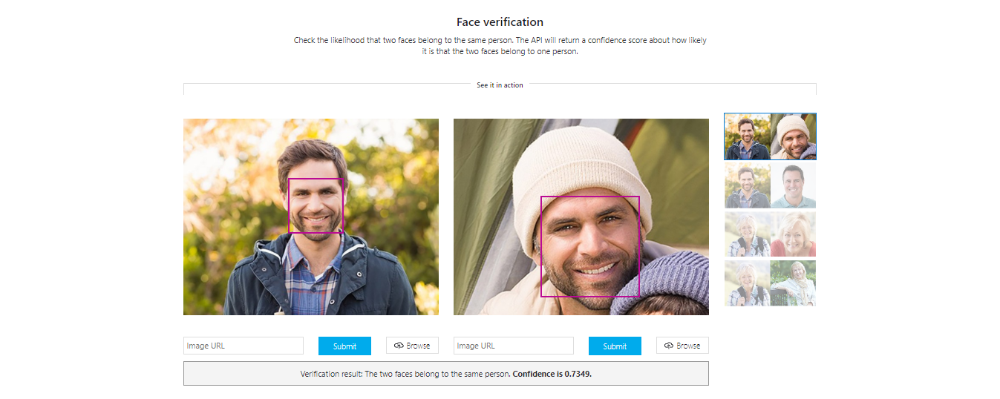 Face verification
Check the likelihood that two faces belong to the same person. The API will return a confidence score about how likely
it is that the two faces belong to one person.
See it in action
Image URL
Submit
Browse
Image URL
Submit
Browse
Verification result: The two faces belong to the same person. Confidence is 0.7349.